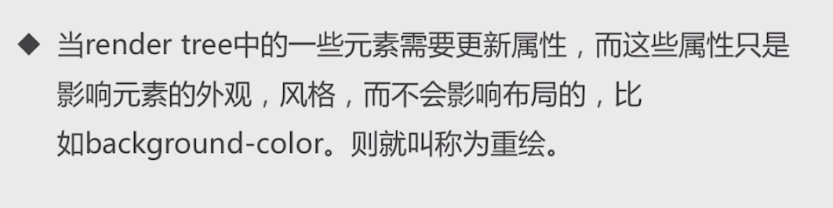 ◆ 当render tree中的一些元素需要更新属性，而这些属性只是
影响元素的外观，风格，而不会影响布局的，比
如background-color。则就叫称为重绘。